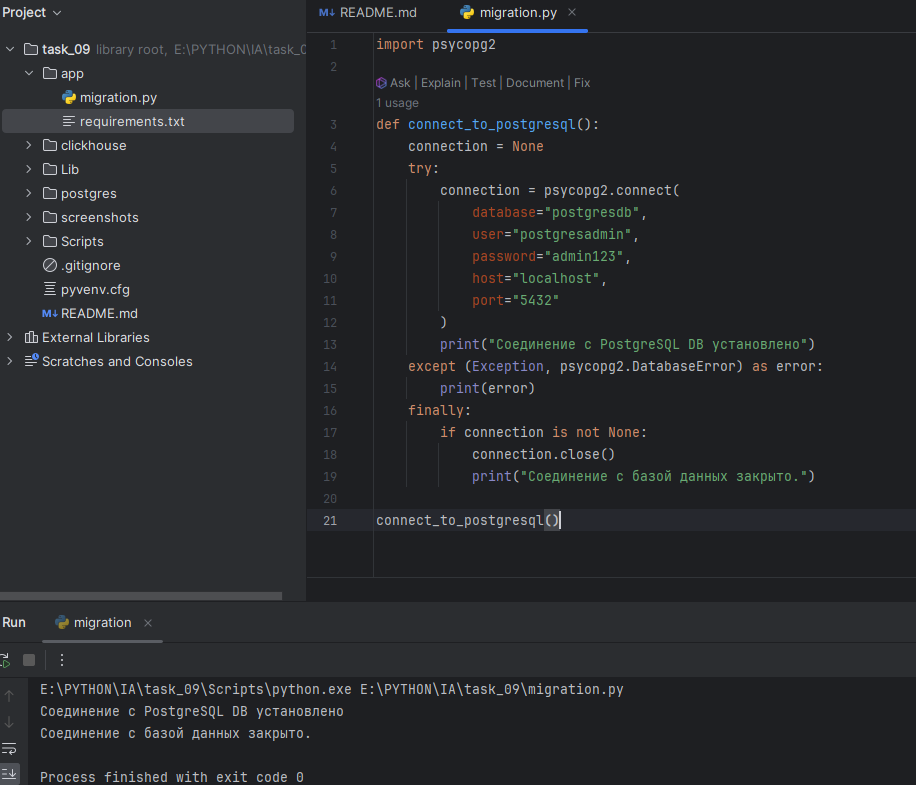 Project
task_09 library root, E:\PYTHON\IA\task_0
app
migration.py
requirements.txt
clickhouse
Lib
postgres
screenshots
Scripts
.gitignore
pyvenv.cfg
M↓ README.md
External Libraries
Scratches and Consoles
M↓ README.md
migration.py
1 import psycopg2
2
Ask | Explain | Test | Document | Fix
1 usage
3 def connect_to_postgresql():
4 connection = None
5 try:
6 connection = psycopg2.connect(
7 database="postgresdb",
8 user="postgresadmin",
9 password="admin123",
10 host="localhost",
11 port="5432"
12 )
13 print("Соединение с PostgreSQL DB установлено")
14 except (Exception, psycopg2.DatabaseError) as error:
15 print(error)
16 finally:
17 if connection is not None:
18 connection.close()
19 print("Соединение с базой данных закрыто.")
20
21 connect_to_postgresql()
Run
migration
E:\PYTHON\IA\task_09\Scripts\python.exe E:\PYTHON\IA\task_09\migration.py
Соединение с PostgreSQL DB установлено
Соединение с базой данных закрыто.
Process finished with exit code 0